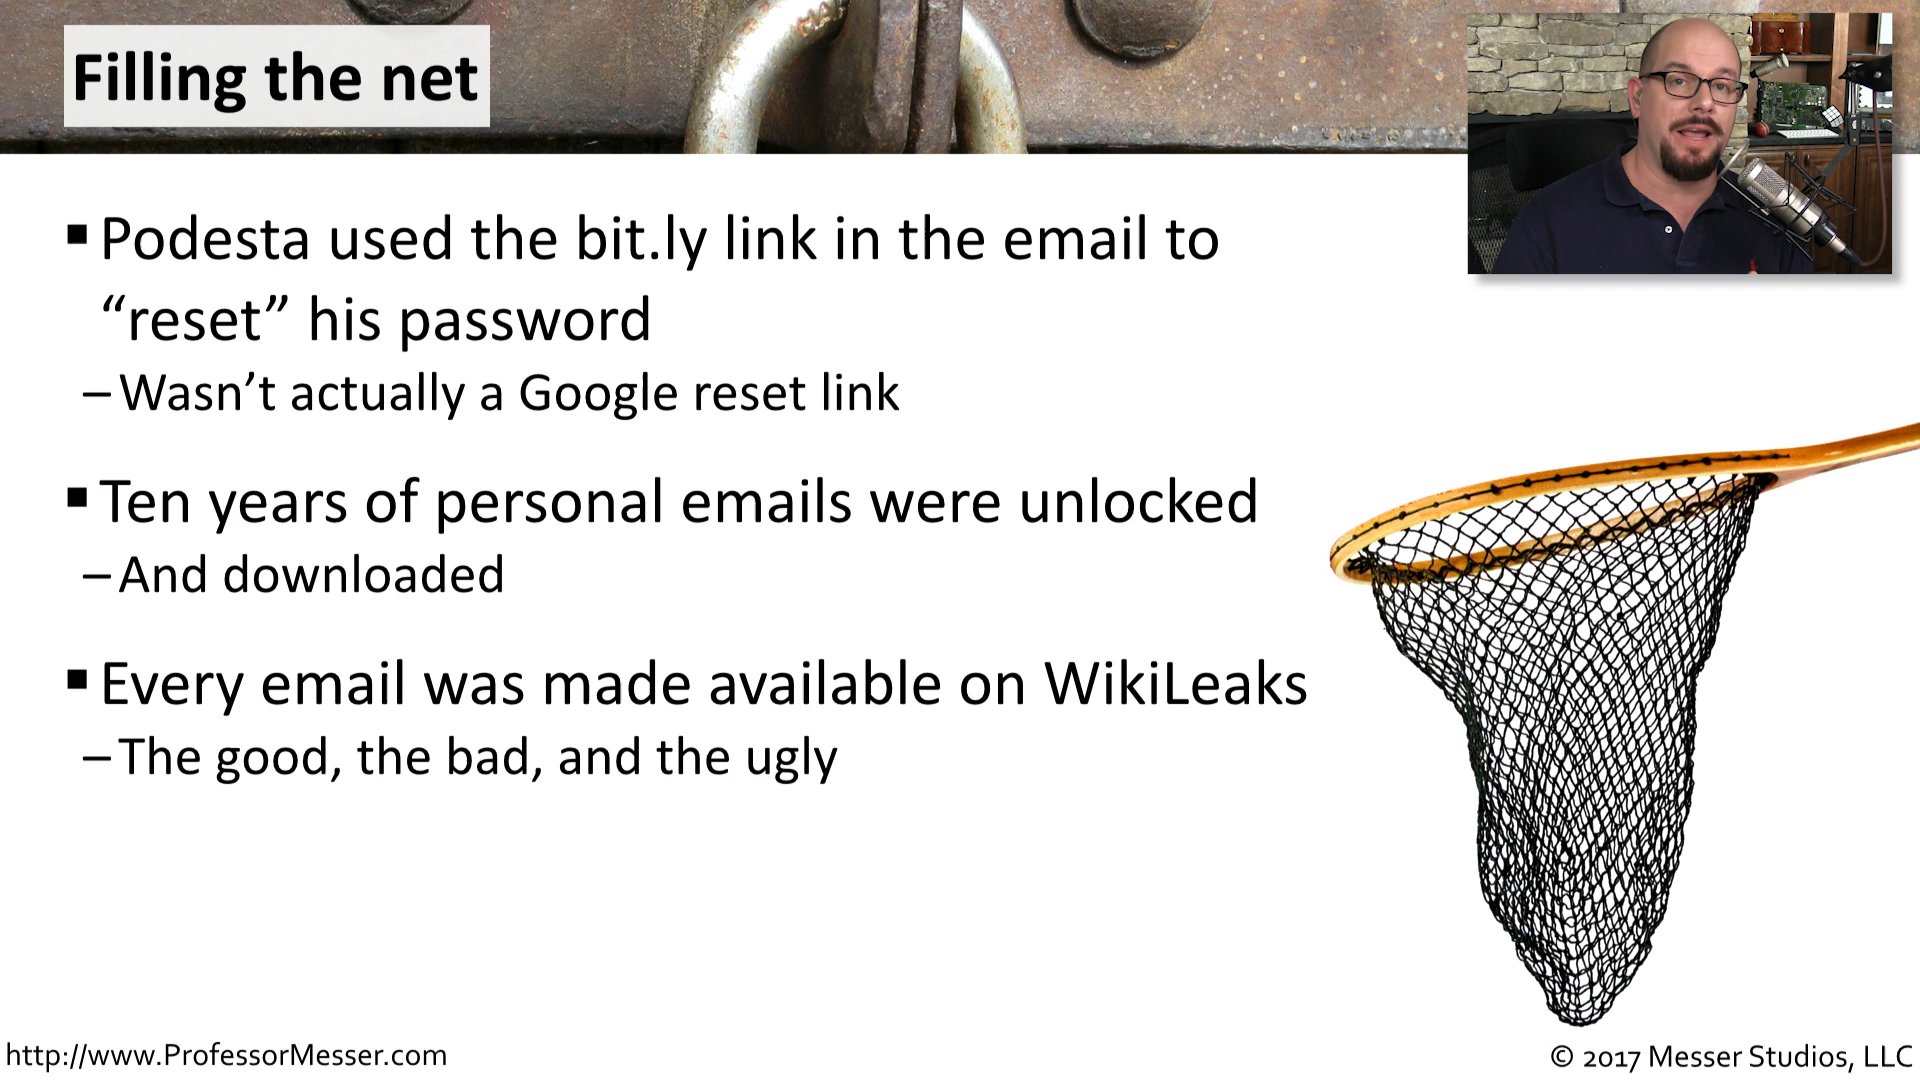 Filling the net
▪ Podesta used the bit.ly link in the email to
“reset” his password
– Wasn’t actually a Google reset link
▪ Ten years of personal emails were unlocked
– And downloaded
▪ Every email was made available on WikiLeaks
– The good, the bad, and the ugly
http://www.ProfessorMesser.com
© 2017 Messer Studios, LLC